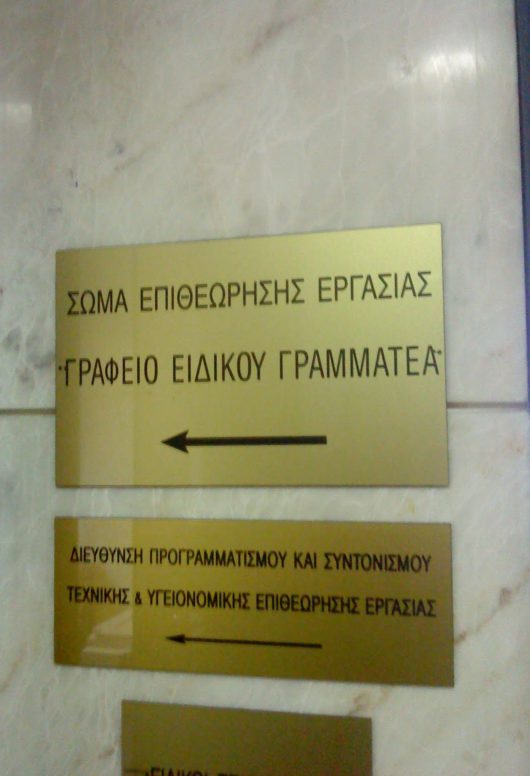 ΣΩΜΑ ΕΠΙΘΕΩΡΗΣΗΣ ΕΡΓΑΣΙΑΣ
ΓΡΑΦΕΙΟ ΕΙΔΙΚΟΥ ΓΡΑΜΜΑΤΕΑ
ΔΙΕΥΘΥΝΣΗ ΠΡΟΓΡΑΜΜΑΤΙΣΜΟΥ ΚΑΙ ΣΥΝΤΟΝΙΣΜΟΥ
ΤΕΧΝΙΚΗΣ & ΥΓΕΙΟΝΟΜΙΚΗΣ ΕΠΙΘΕΩΡΗΣΗΣ ΕΡΓΑΣΙΑΣ